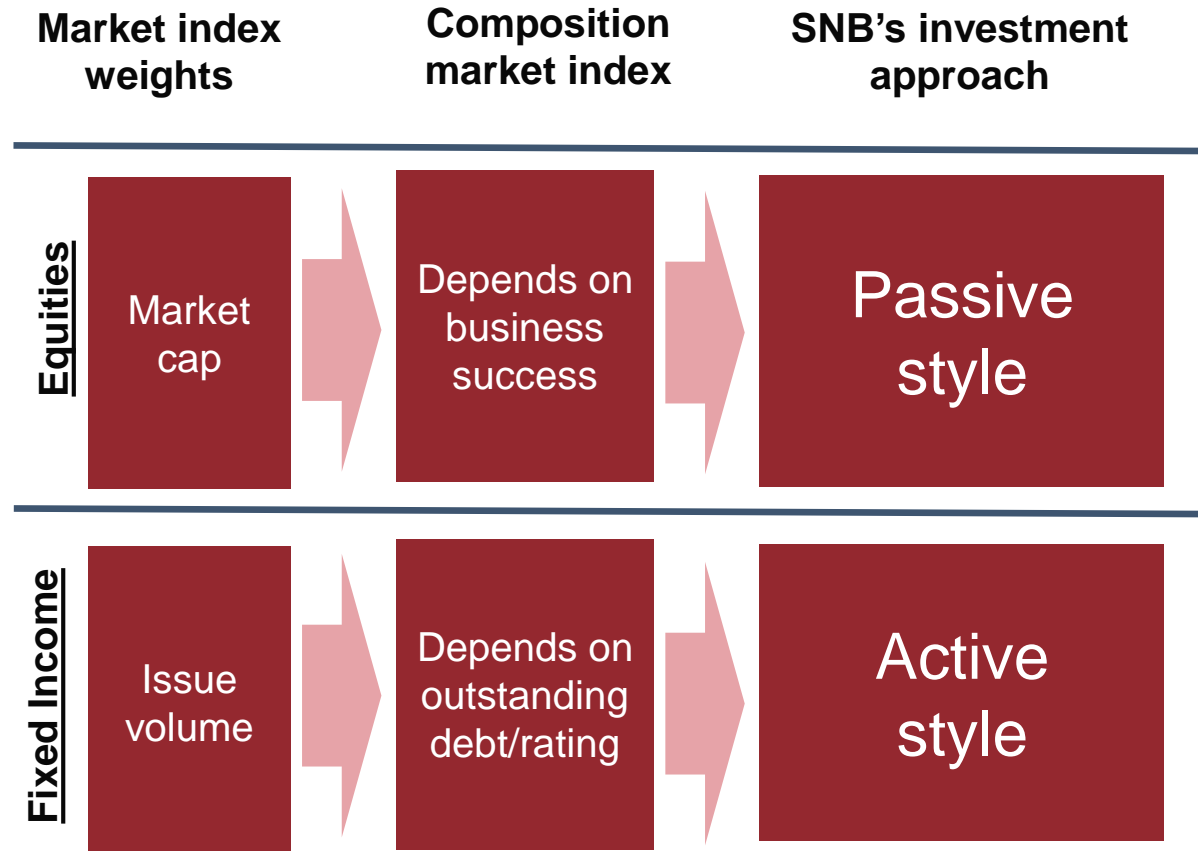 Market index
weights
Composition
market index
SNB's investment
approach
Equities
Market
cap
Depends on
business
success
Passive
style
Fixed Income
Issue
volume
Depends on
outstanding
debt/rating
Active
style